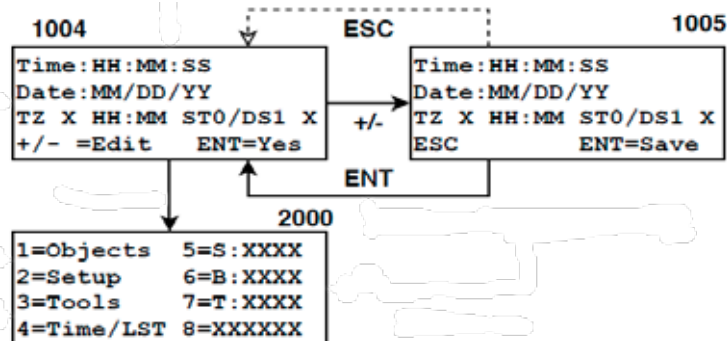 1004
ESC
1005
Time:HH:MM:SS
Date:MM/DD/YY
TZ X HH:MM ST0/DS1 X
+/- =Edit ENT=Yes
+/-
Time:HH:MM:SS
Date:MM/DD/YY
TZ X HH:MM ST0/DS1 X
ESC ENT=Save
ENT
2000
1=Objects 5=S:XXXX
2=Setup 6=B:XXXX
3=Tools 7=T:XXXX
4=Time/LST 8=XXXXXX